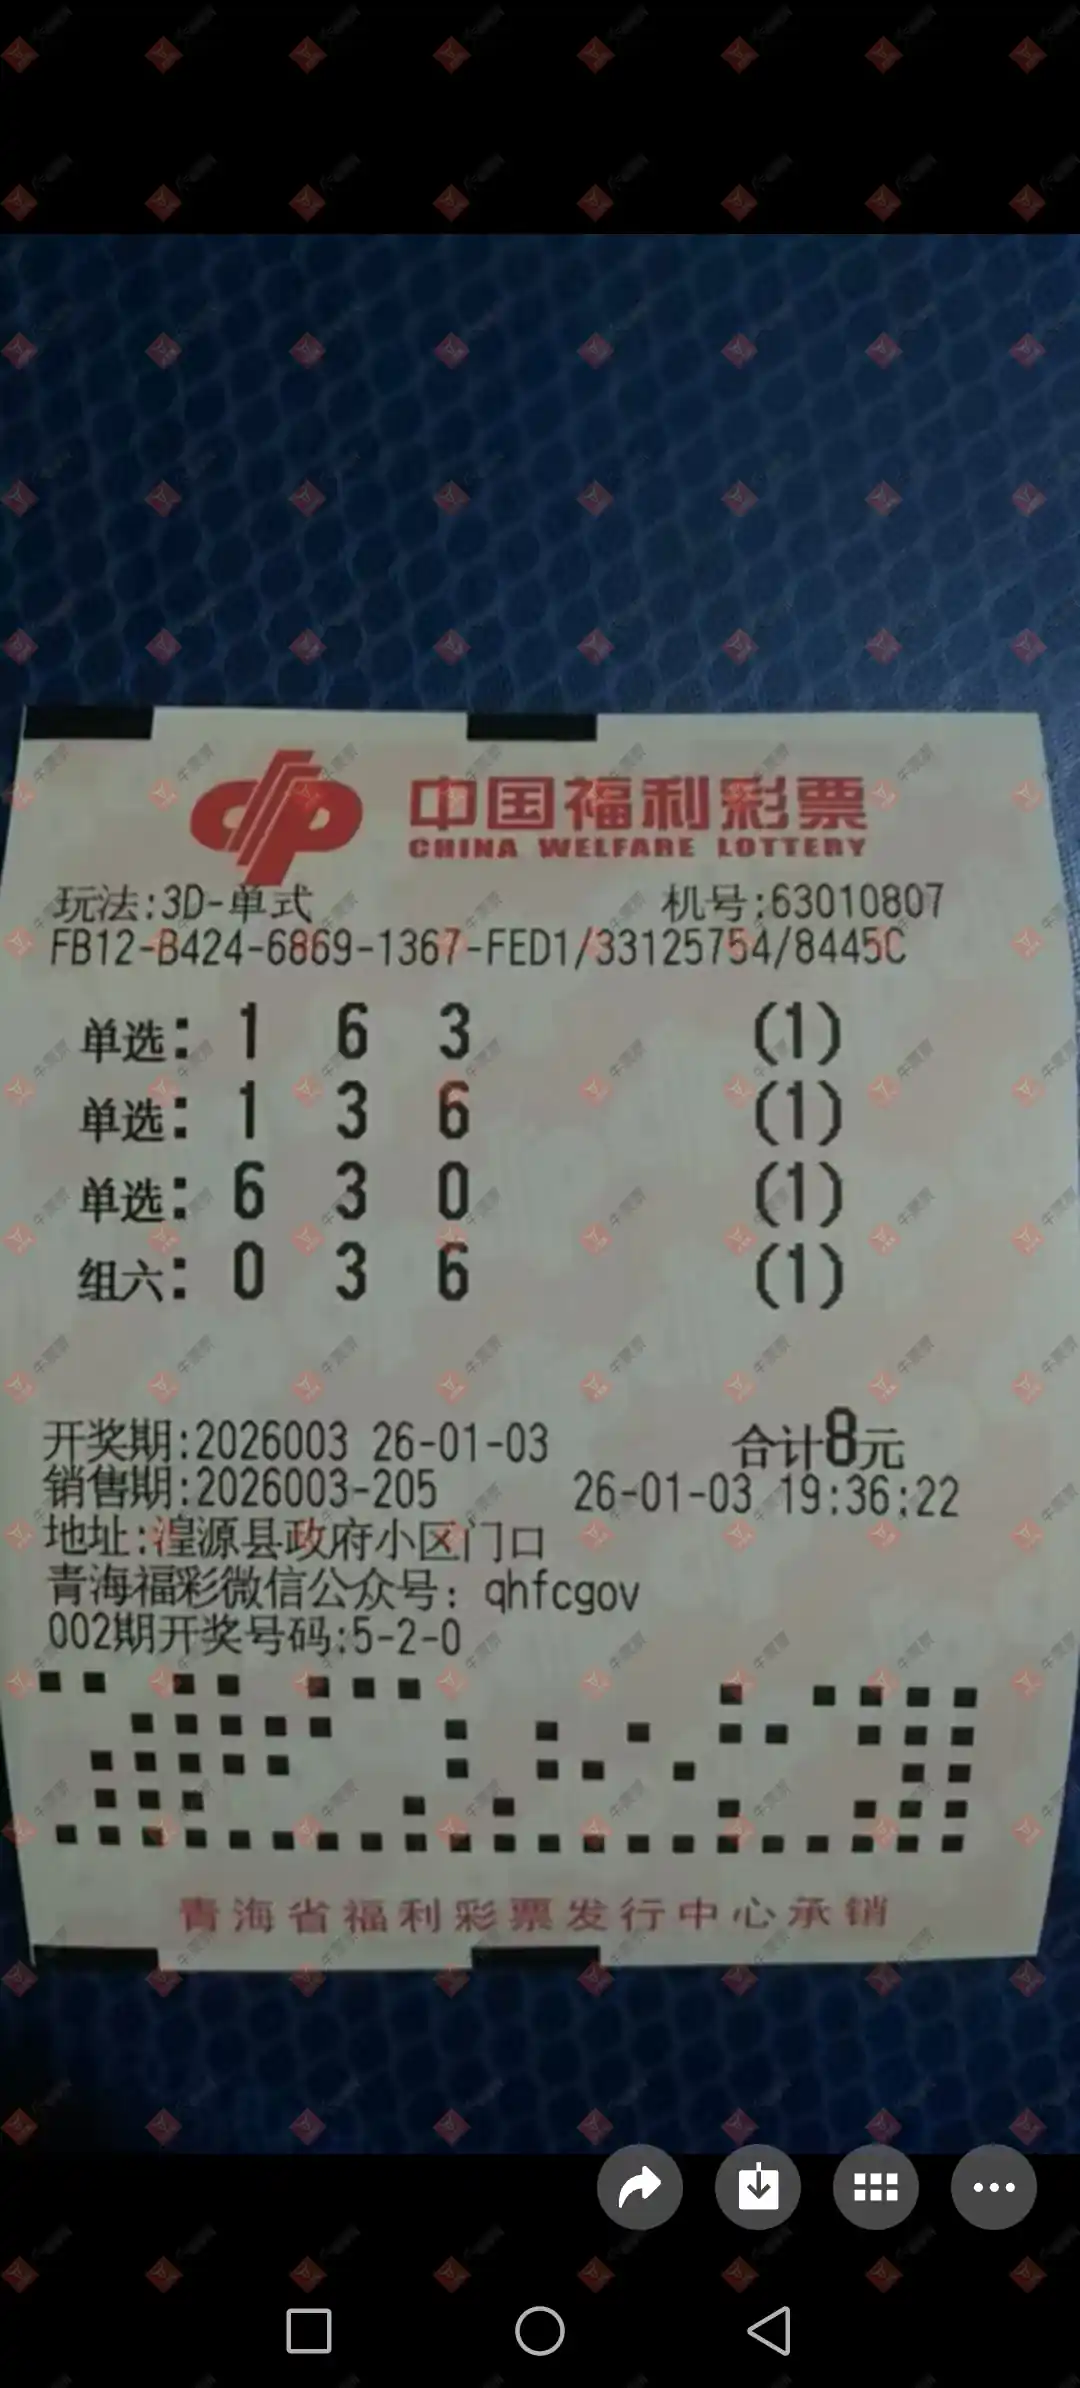 中国福利彩票
CHINA WELFARE LOTTERY
玩法:3D-单式 机号:63010807
FB12-B424-6869-1367-FED1/33125754/8445C
单选: 1 6 3 (1)
单选: 1 3 6 (1)
单选: 6 3 0 (1)
组六: 0 3 6 (1)
开奖期:2026003 26-01-03 合计8元
销售期:2026003-205 26-01-03 19:36:22
地址:湟源县政府小区门口
青海福彩微信公众号: qhfcgov
002期开奖号码:5-2-0
青海省福利彩票发行中心承销